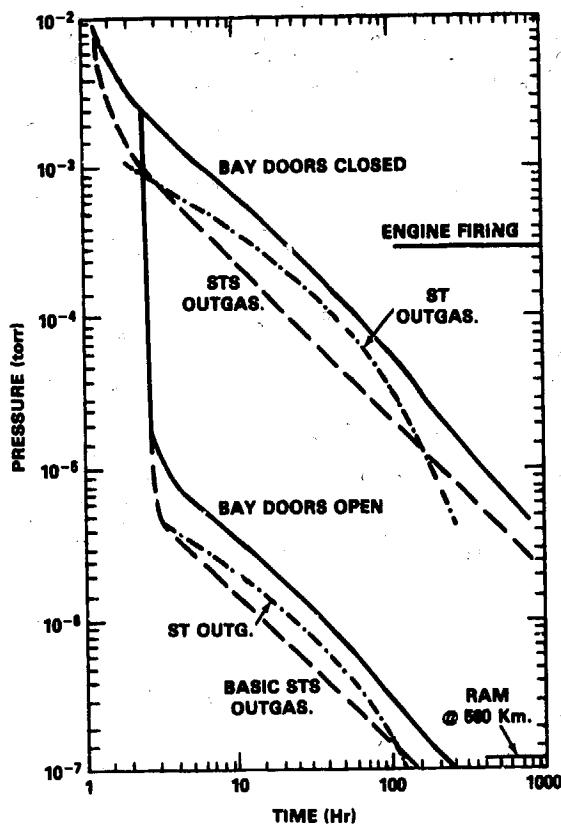 10-2
BAY DOORS CLOSED
10-3
ENGINE FIRING
STS
OUTGAS.
ST
OUTGAS.
10-4
PRESSURE (torr)
10-5
BAY DOORS OPEN
10-6
ST OUTG.
BASIC STS
OUTGAS.
RAM
@ 560 Km.
10-7
1 10 100 1000
TIME (Hr)